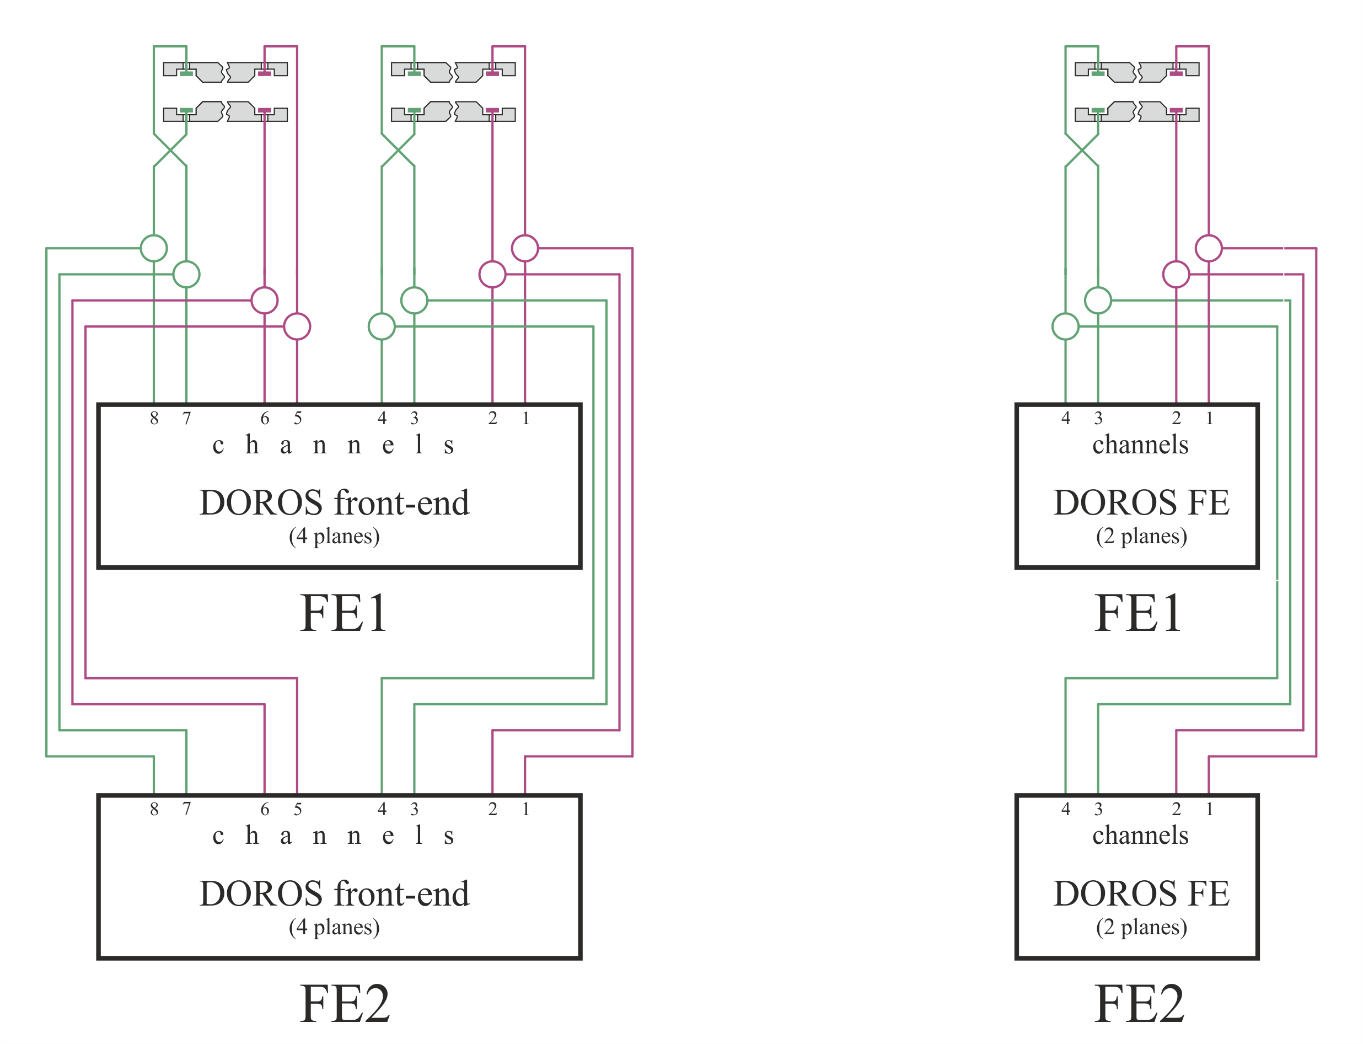 8 7 6 5 4 3 2 1
c h a n n e l s
DOROS front-end
(4 planes)
FE1
8 7 6 5 4 3 2 1
c h a n n e l s
DOROS front-end
(4 planes)
FE2
4 3 2 1
channels
DOROS FE
(2 planes)
FE1
4 3 2 1
channels
DOROS FE
(2 planes)
FE2